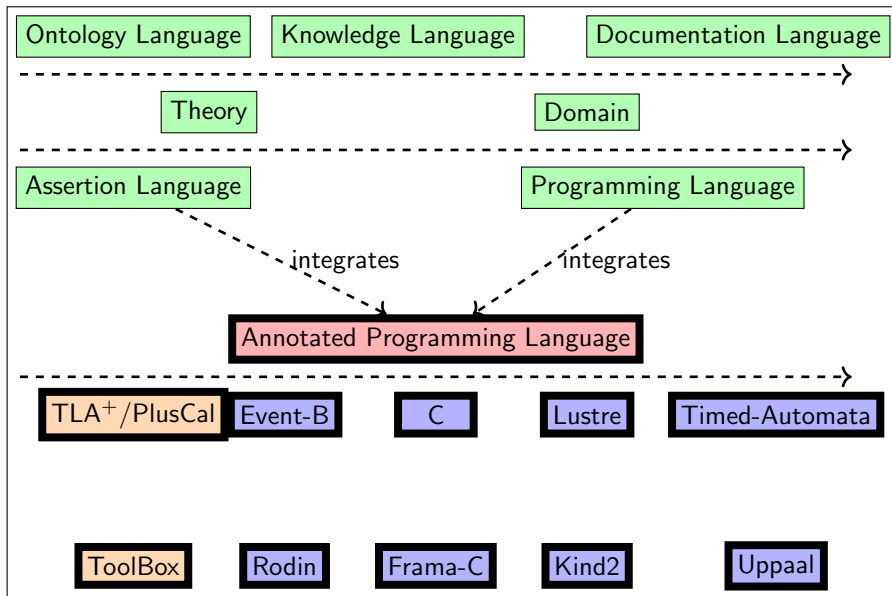 Ontology Language Knowledge Language Documentation Language
Theory Domain
Assertion Language Programming Language
integrates integrates
Annotated Programming Language
TLA⁺/PlusCal Event-B C Lustre Timed-Automata
ToolBox Rodin Frama-C Kind2 Uppaal